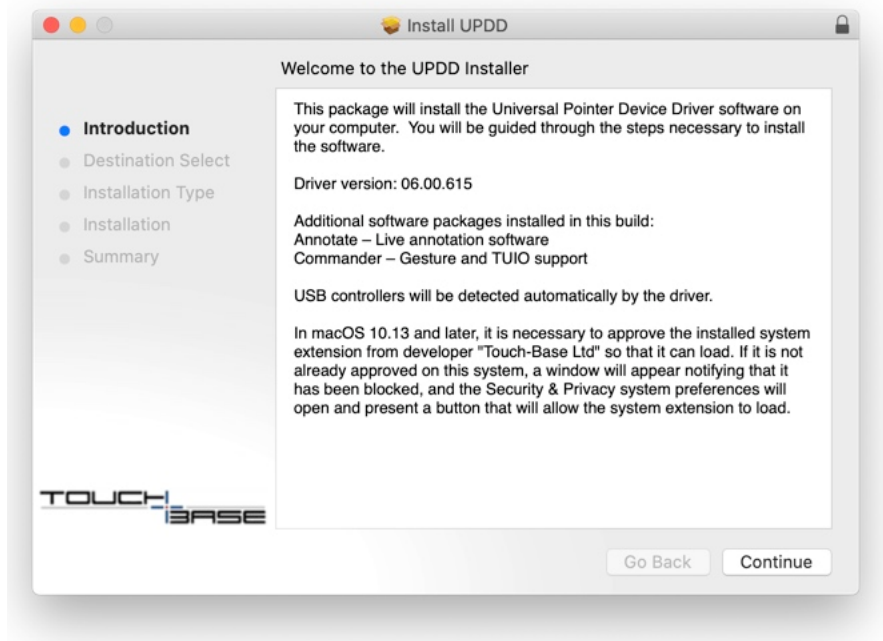 Install UPDD
Welcome to the UPDD Installer
Introduction
Destination Select
Installation Type
Installation
Summary
This package will install the Universal Pointer Device Driver software on
your computer.  You will be guided through the steps necessary to install
the software.
Driver version: 06.00.615
Additional software packages installed in this build:
Annotate – Live annotation software
Commander – Gesture and TUIO support
USB controllers will be detected automatically by the driver.
In macOS 10.13 and later, it is necessary to approve the installed system
extension from developer "Touch-Base Ltd" so that it can load. If it is not
already approved on this system, a window will appear notifying that it
has been blocked, and the Security & Privacy system preferences will
open and present a button that will allow the system extension to load.
TOUCH
BASE
Go Back
Continue